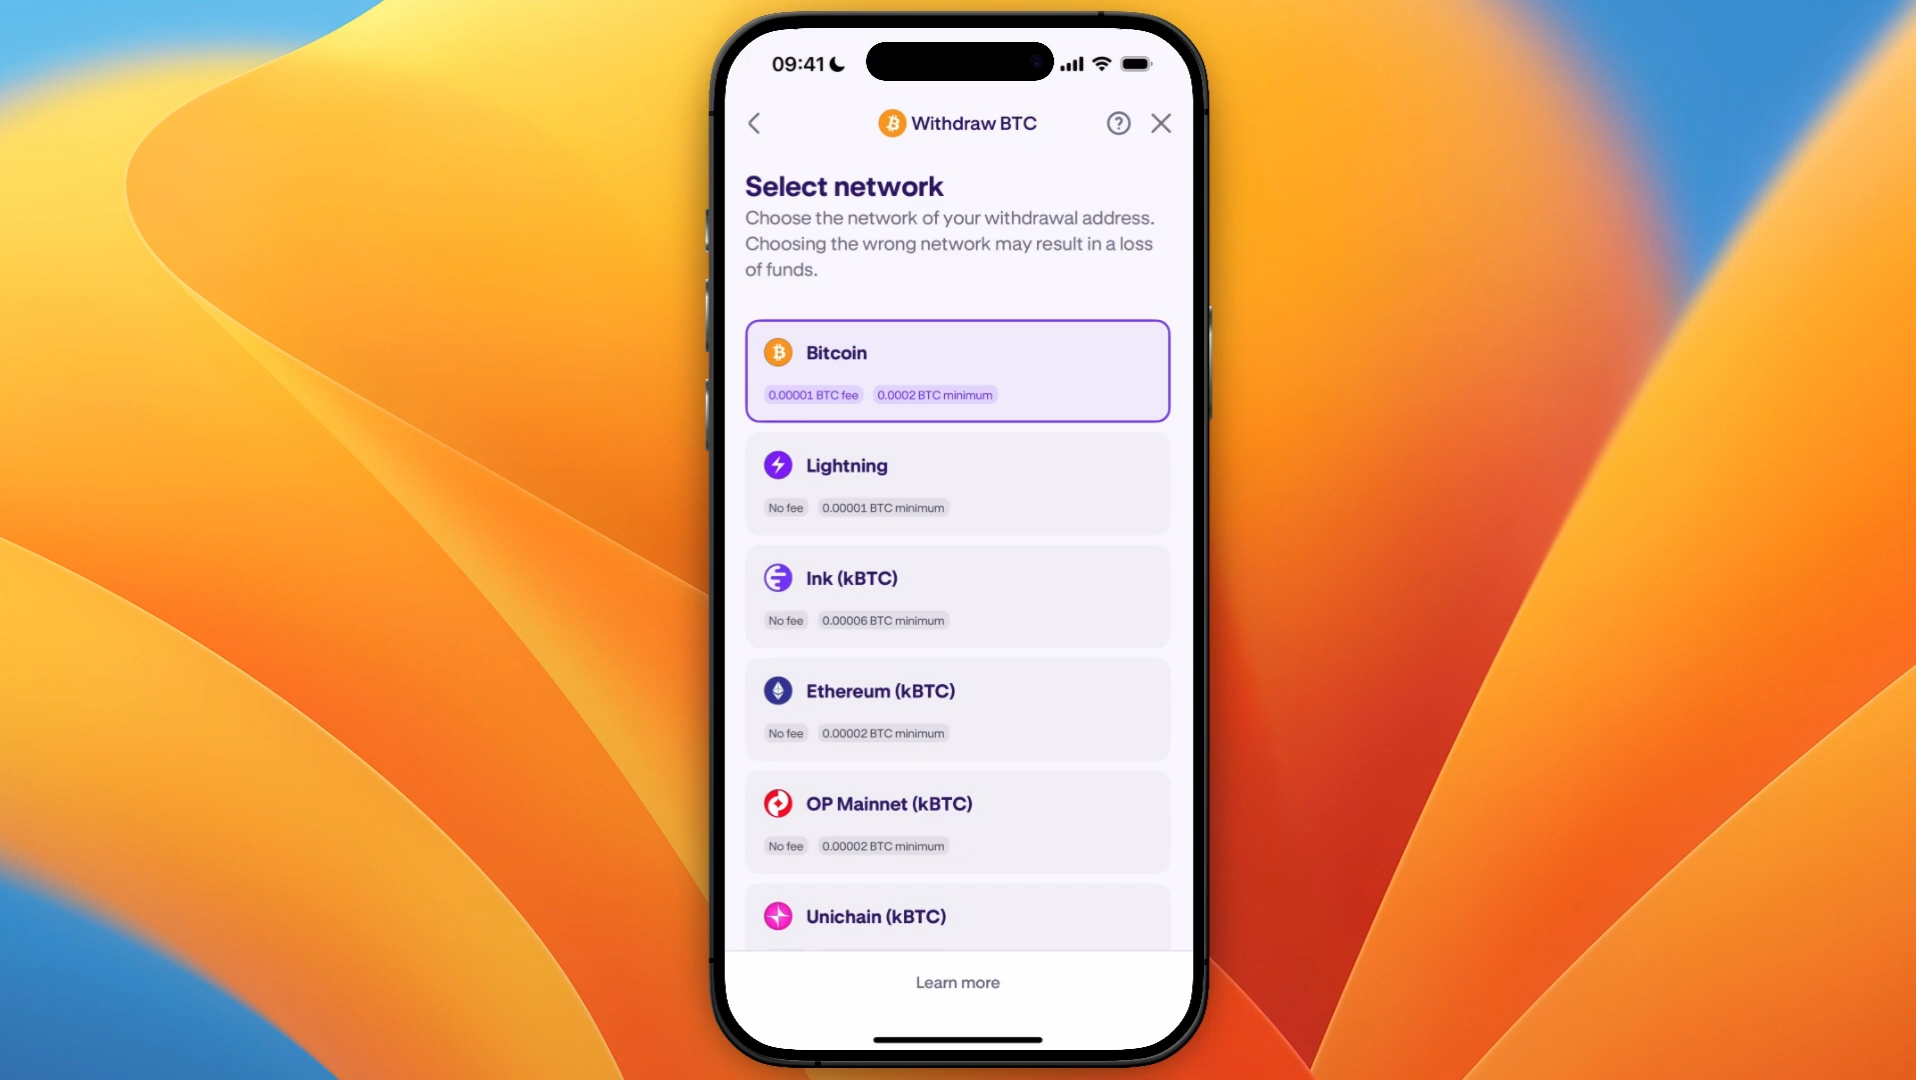 09:41
Withdraw BTC
Select network
Choose the network of your withdrawal address.
Choosing the wrong network may result in a loss
of funds.
Bitcoin
0.00001 BTC fee 0.0002 BTC minimum
Lightning
No fee 0.00001 BTC minimum
Ink (kBTC)
No fee 0.00006 BTC minimum
Ethereum (kBTC)
No fee 0.00002 BTC minimum
OP Mainnet (kBTC)
No fee 0.00002 BTC minimum
Unichain (kBTC)
Learn more